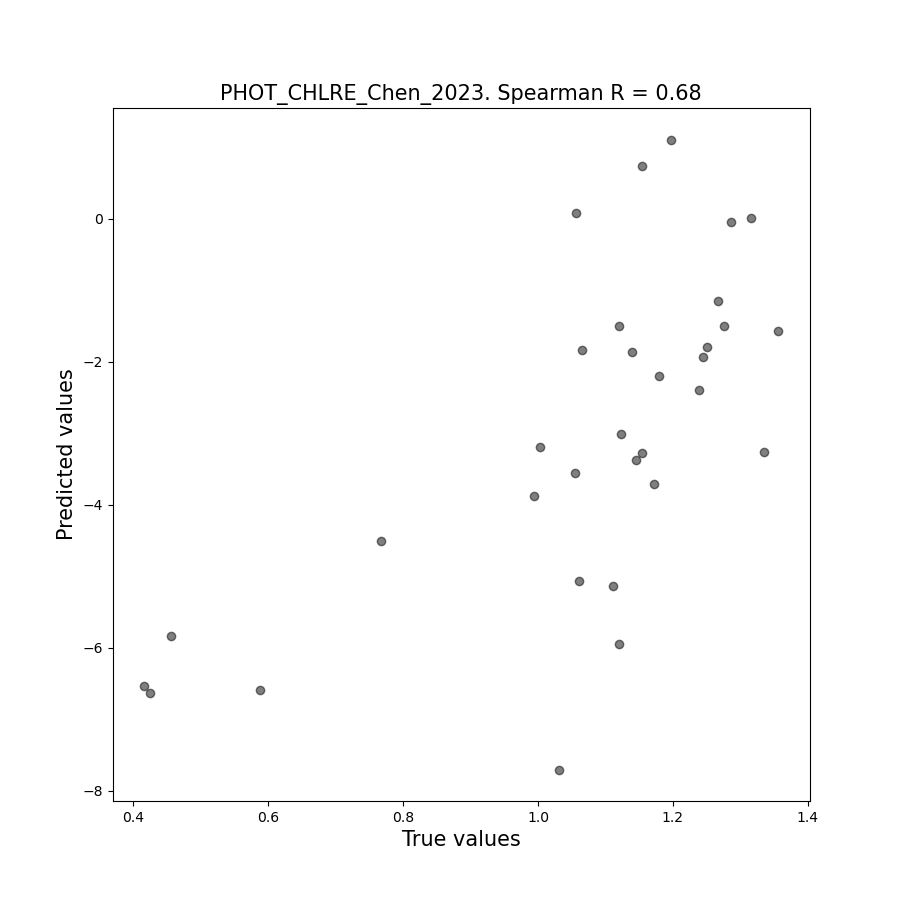 PHOT_CHLRE_Chen_2023. Spearman R = 0.68
0
−2
−4
−6
−8
Predicted values
0.4 0.6 0.8 1.0 1.2 1.4
True values